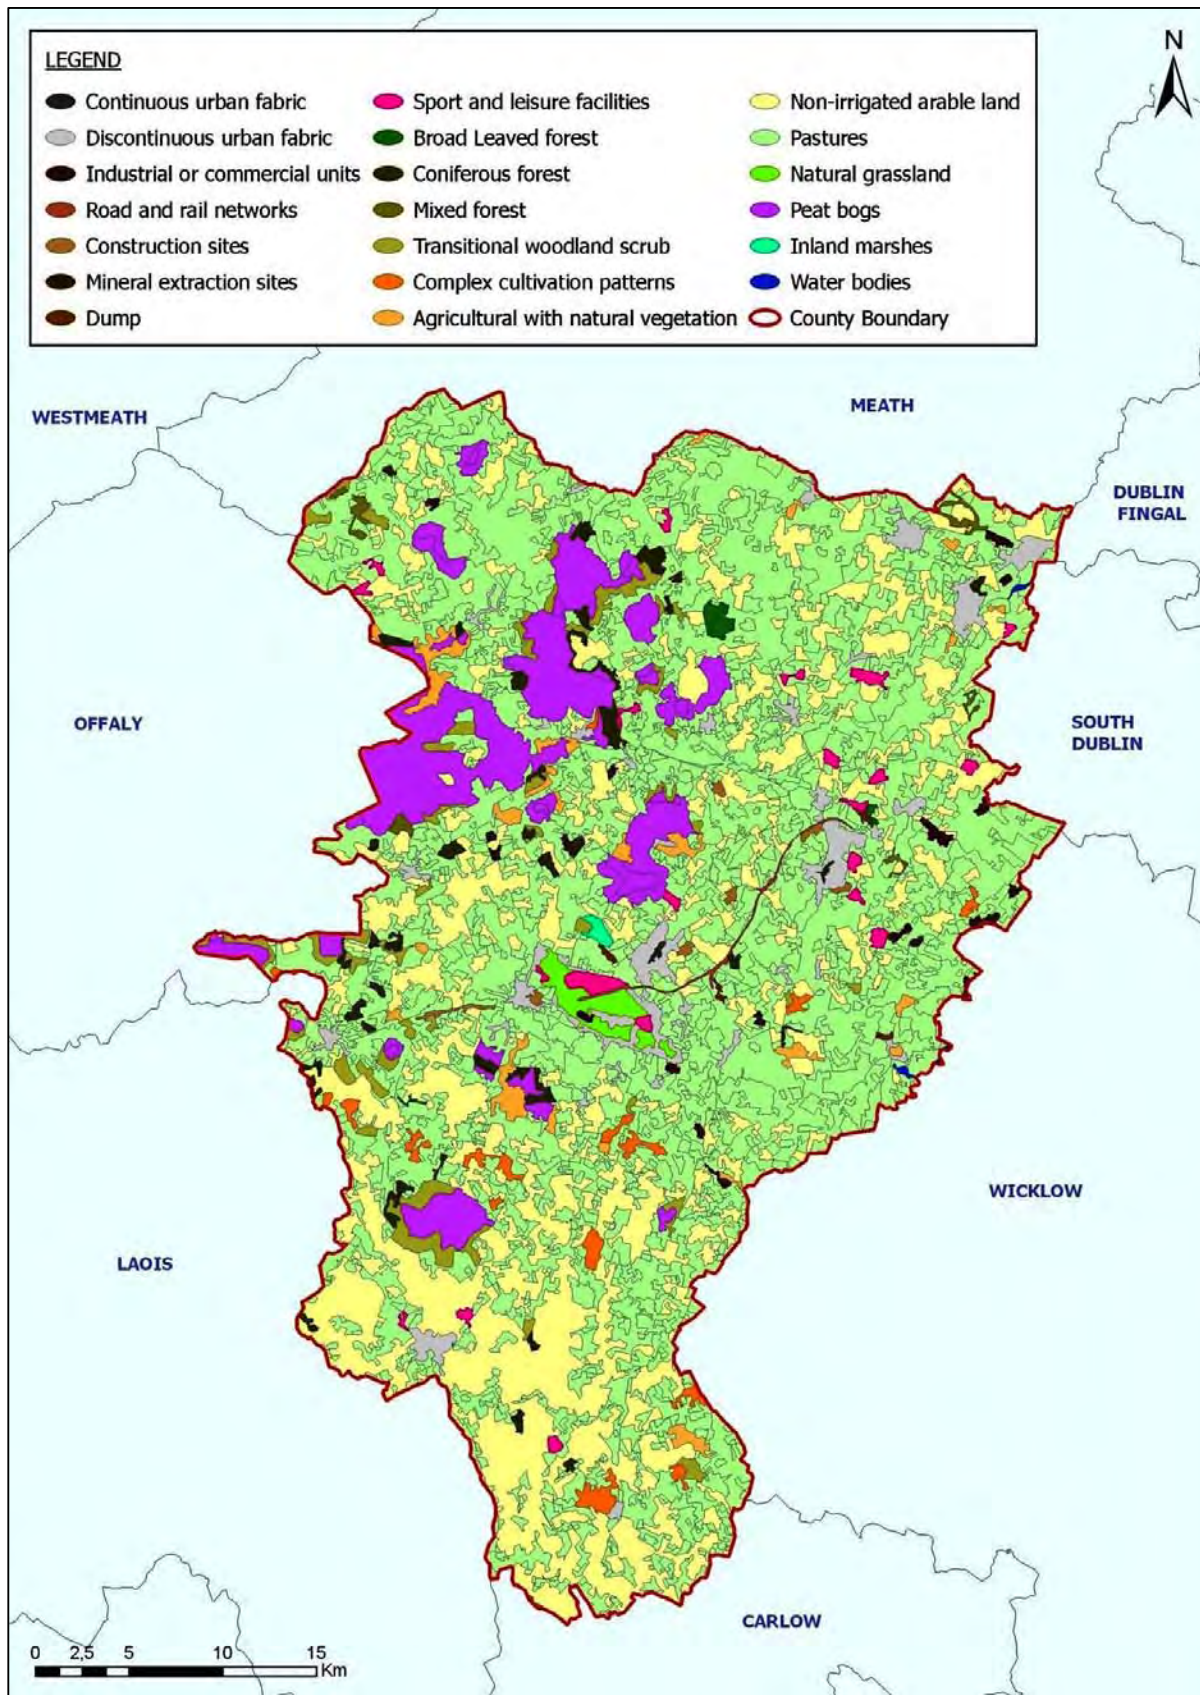 N
LEGEND
Continuous urban fabric
Discontinuous urban fabric
Industrial or commercial units
Road and rail networks
Construction sites
Mineral extraction sites
Dump
Sport and leisure facilities
Broad Leaved forest
Coniferous forest
Mixed forest
Transitional woodland scrub
Complex cultivation patterns
Agricultural with natural vegetation
Non-irrigated arable land
Pastures
Natural grassland
Peat bogs
Inland marshes
Water bodies
County Boundary
WESTMEATH
MEATH
DUBLIN
FINGAL
OFFALY
SOUTH
DUBLIN
WICKLOW
LAOIS
CARLOW
0 2,5 5 10 15
Km